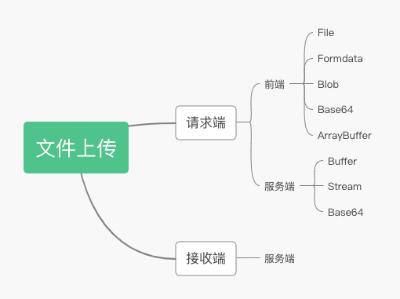 文件上传
请求端
前端
File
Formdata
Blob
Base64
ArrayBuffer
服务端
Buffer
Stream
Base64
接收端
服务端